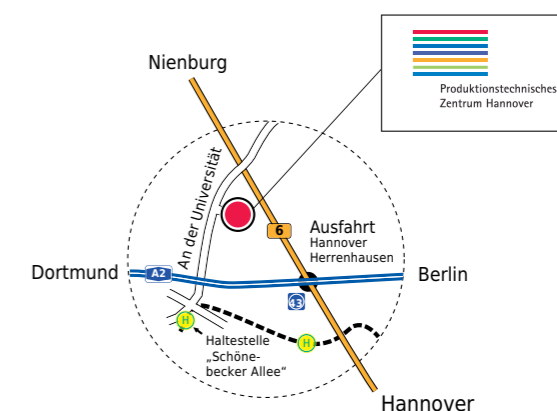 Nienburg
Produktionstechnisches
Zentrum Hannover
An der Universität
6
Ausfahrt
Hannover
Herrenhausen
Dortmund
A2
Berlin
43
H
Haltestelle
„Schöne-
becker Allee“
H
Hannover